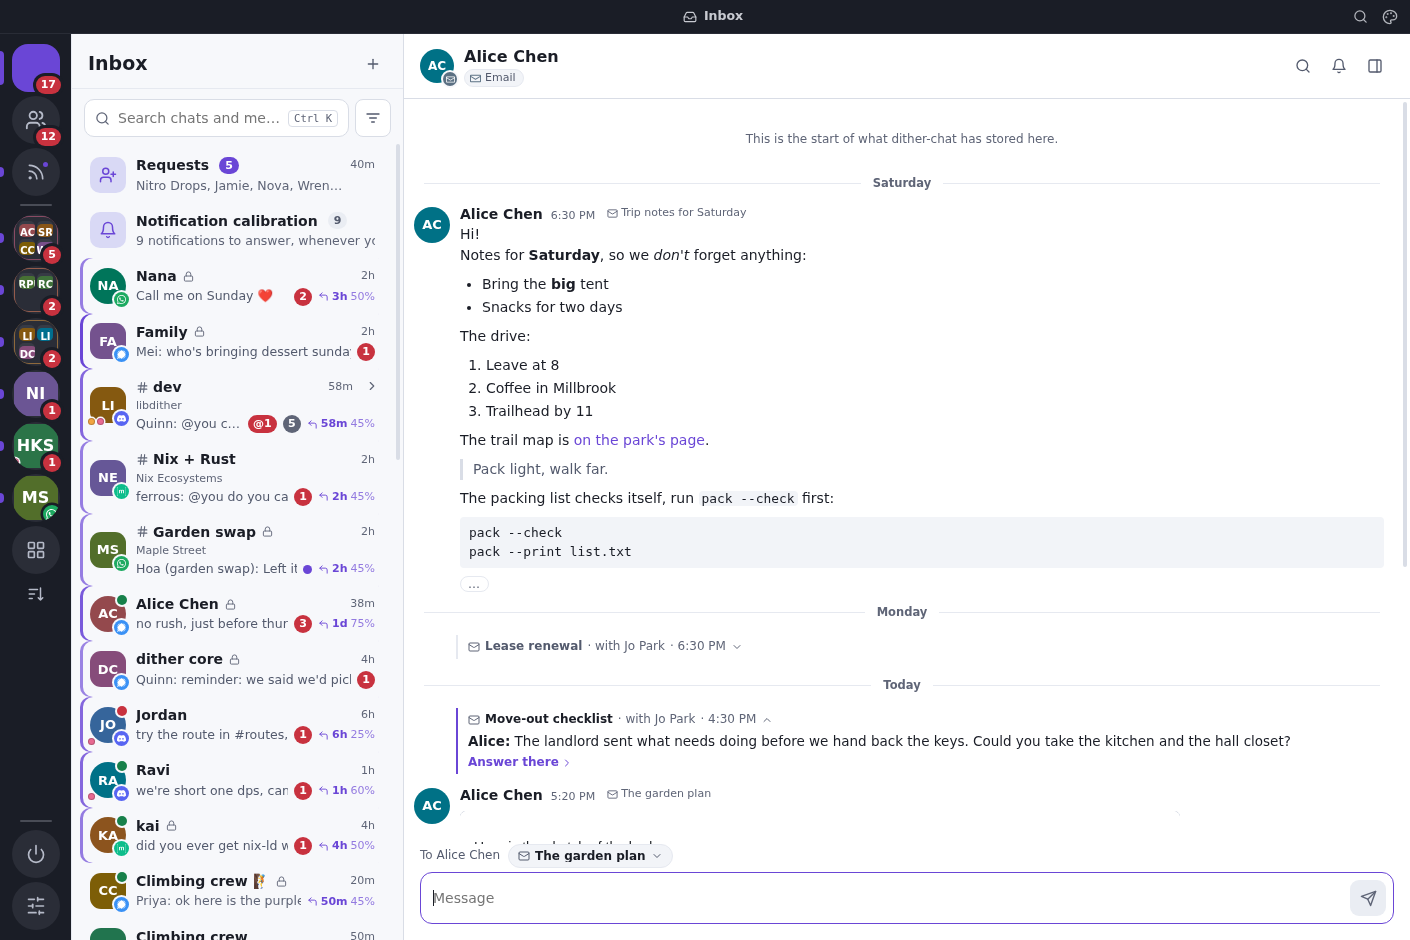 Inbox
17
12
AC SR
CC
5
RP RC
2
LI LI
DC
2
NI
1
HKS
1
MS
Inbox
Search chats and me... Ctrl K
Requests 5 40m
Nitro Drops, Jamie, Nova, Wren...
Notification calibration 9
9 notifications to answer, whenever yo
NA
Nana 2h
Call me on Sunday ❤️ 2 3h 50%
FA
Family 2h
Mei: who's bringing dessert sunda 1
LI
# dev 58m
libdither
Quinn: @you c... @1 5 58m 45%
NE
# Nix + Rust 2h
Nix Ecosystems
ferrous: @you do you ca 1 2h 45%
MS
# Garden swap 2h
Maple Street
Hoa (garden swap): Left it 2h 45%
AC
Alice Chen 38m
no rush, just before thur 3 1d 75%
DC
dither core 4h
Quinn: reminder: we said we'd picl 1
JO
Jordan 6h
try the route in #routes, 1 6h 25%
RA
Ravi 1h
we're short one dps, can 1 1h 60%
KA
kai 4h
did you ever get nix-ld w 1 4h 50%
CC
Climbing crew 🧗 20m
Priya: ok here is the purple 50m 45%
Climbing crew 50m
AC
Alice Chen
Email
This is the start of what dither-chat has stored here.
Saturday
AC
Alice Chen 6:30 PM Trip notes for Saturday
Hi!
Notes for Saturday, so we don't forget anything:
• Bring the big tent
• Snacks for two days
The drive:
1. Leave at 8
2. Coffee in Millbrook
3. Trailhead by 11
The trail map is on the park's page.
Pack light, walk far.
The packing list checks itself, run pack --check first:
pack --check
pack --print list.txt
...
Monday
Lease renewal · with Jo Park · 6:30 PM
Today
Move-out checklist · with Jo Park · 4:30 PM
Alice: The landlord sent what needs doing before we hand back the keys. Could you take the kitchen and the hall closet?
Answer there
AC
Alice Chen 5:20 PM The garden plan
To Alice Chen The garden plan
Message